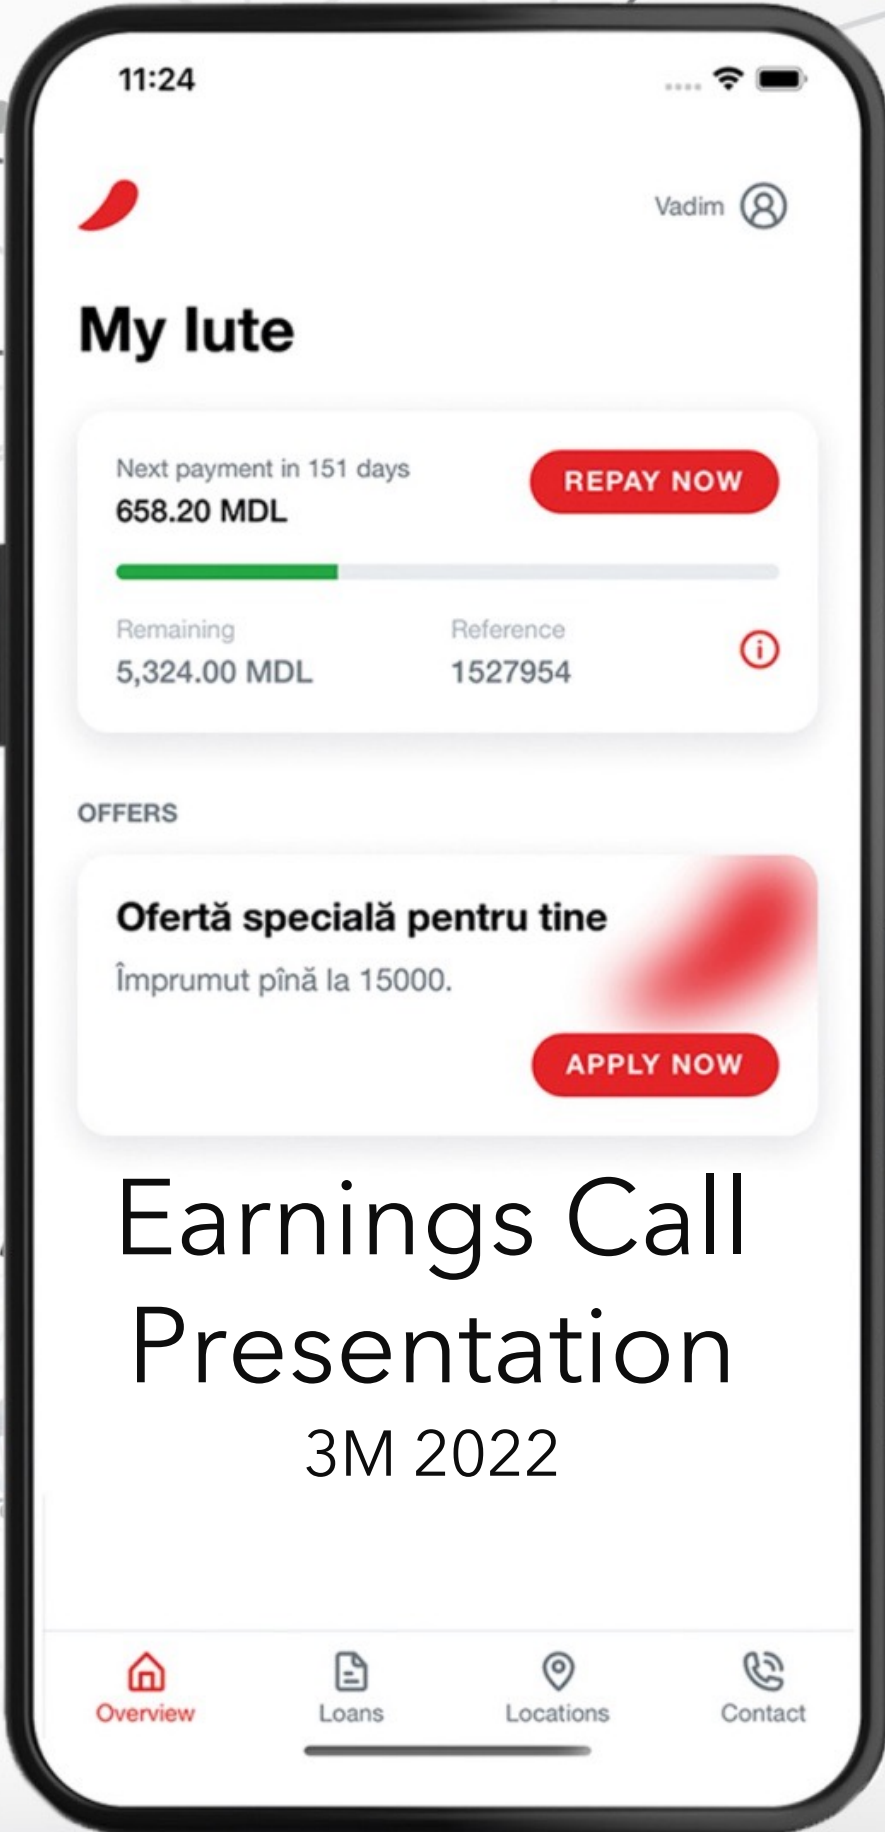 11:24
Vadim
My Iute
Next payment in 151 days
658.20 MDL
REPAY NOW
Remaining
5,324.00 MDL
Reference
1527954
OFFERS
Ofertă specială pentru tine
Împrumut pînă la 15000.
APPLY NOW
Earnings Call
Presentation
3M 2022
Overview
Loans
Locations
Contact